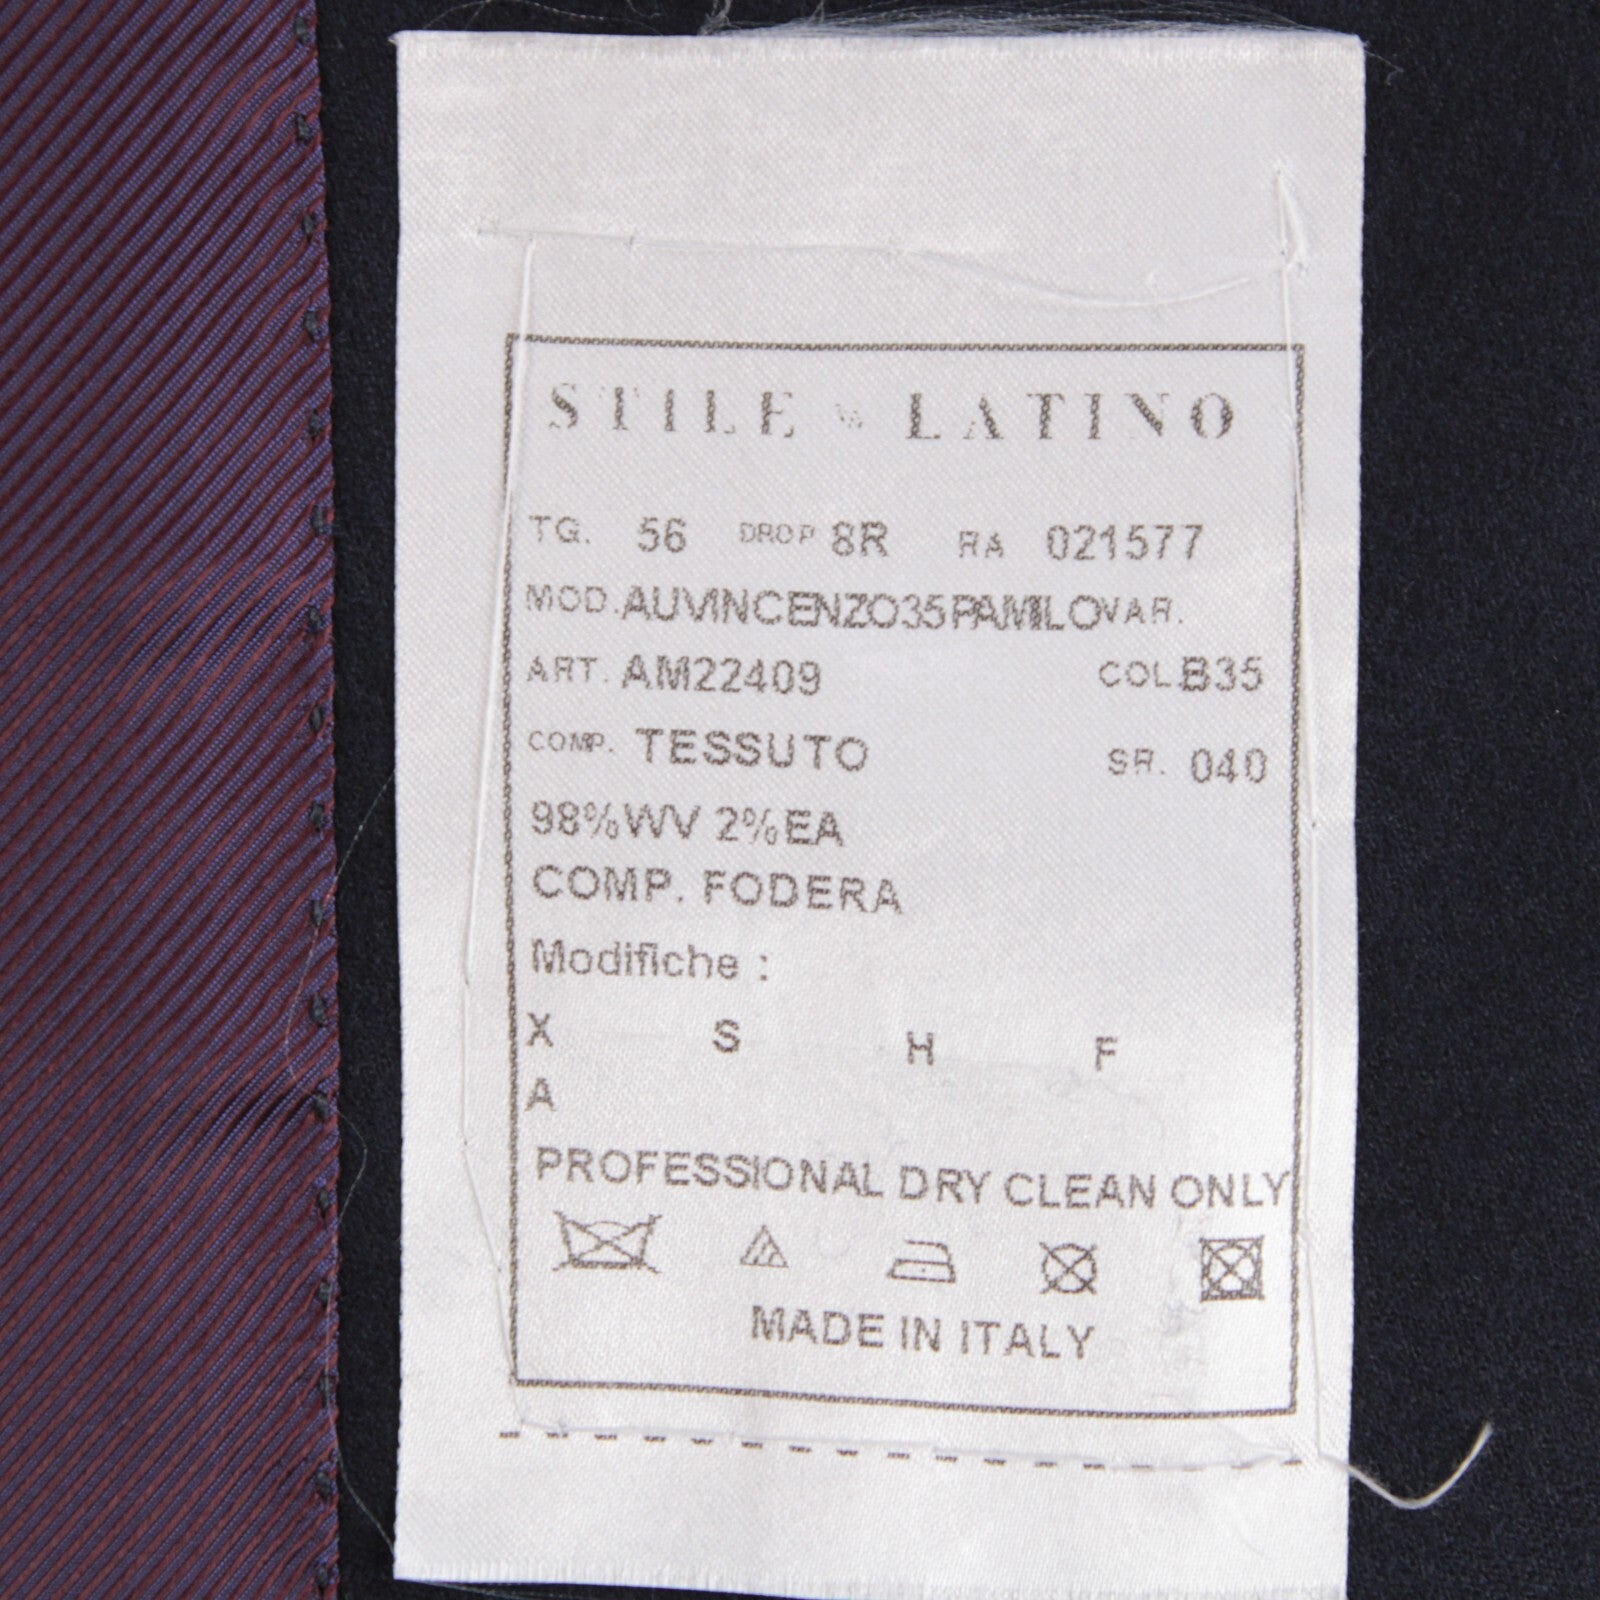 STILE LATINO
TG. 56 DROP 8R RA 021577
MOD. AUVINCENZO35PAMILO VAR.
ART. AM22409 COL. B35
COMP. TESSUTO SR. 040
98%WV 2%EA
COMP. FODERA
Modifiche :
X S H F
A
PROFESSIONAL DRY CLEAN ONLY
MADE IN ITALY